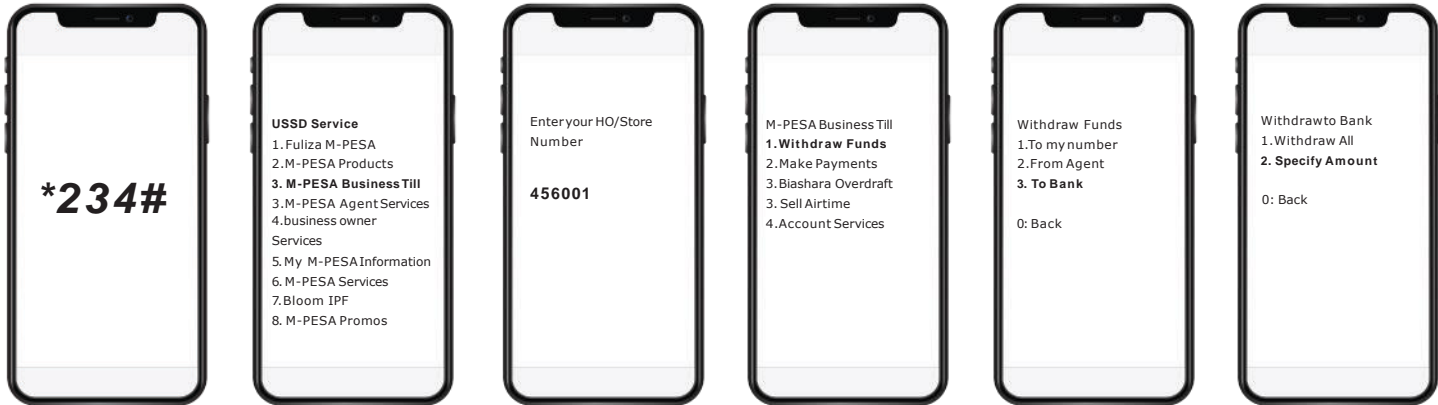 *234#
USSD Service
1. Fuliza M-PESA
2.M-PESA Products
3. M-PESA Business Till
3.M-PESA Agent Services
4.business owner
Services
5. My M-PESA Information
6. M-PESA Services
7.Bloom IPF
8. M-PESA Promos
Enter your HO/Store
Number
456001
M-PESA Business Till
1.Withdraw Funds
2.Make Payments
3.Biashara Overdraft
3. Sell Airtime
4.Account Services
Withdraw Funds
1.To my number
2.From Agent
3. To Bank
0: Back
Withdraw to Bank
1.Withdraw All
2. Specify Amount
0: Back